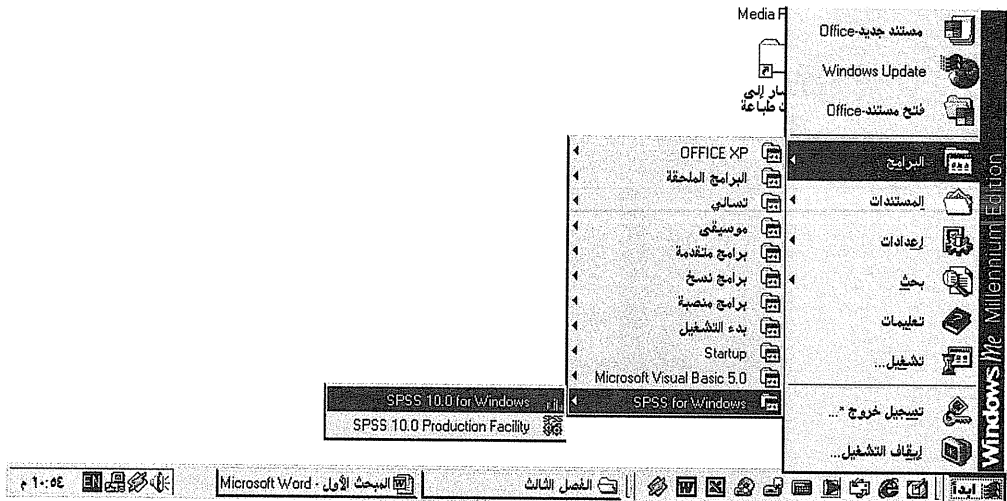 Media F
سار إلى
ت طباعة
مستند جديد-Office
Windows Update
فتح مستند-Office
البرامج
المستندات
إعدادات
بحث
تعليمات
تشغيل...
تسجيل خروج *...
إيقاف التشغيل...
Windows Me Millennium Edition
OFFICE XP
البرامج الملحقة
تسالي
موسيقى
برامج متقدمة
برامج نسخ
برامج منصبة
بدء التشغيل
Startup
Microsoft Visual Basic 5.0
SPSS for Windows
SPSS 10.0 for Windows
SPSS 10.0 Production Facility
ابدأ
الفصل الثالث
المبحث الأول - Microsoft Word
EN
١٠:٥٤ م